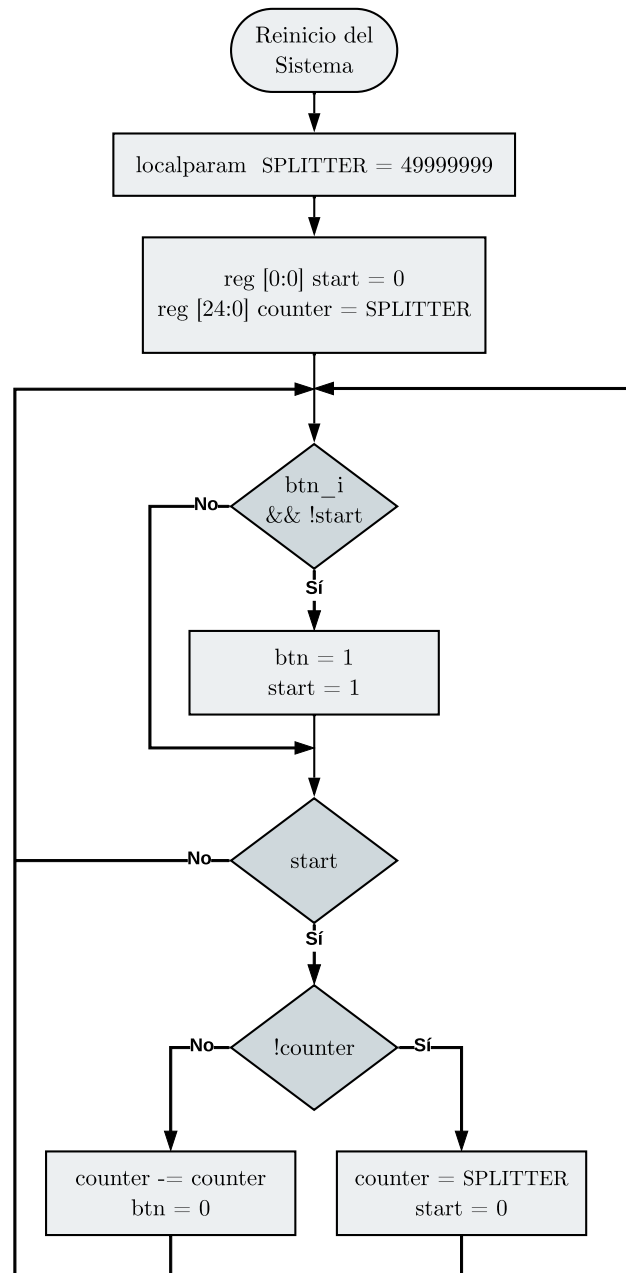 Reinicio del
Sistema
localparam SPLITTER = 49999999
reg [0:0] start = 0
reg [24:0] counter = SPLITTER
btn_i
&& !start
No
Sí
btn = 1
start = 1
start
No
Sí
!counter
No
Sí
counter -= counter
btn = 0
counter = SPLITTER
start = 0